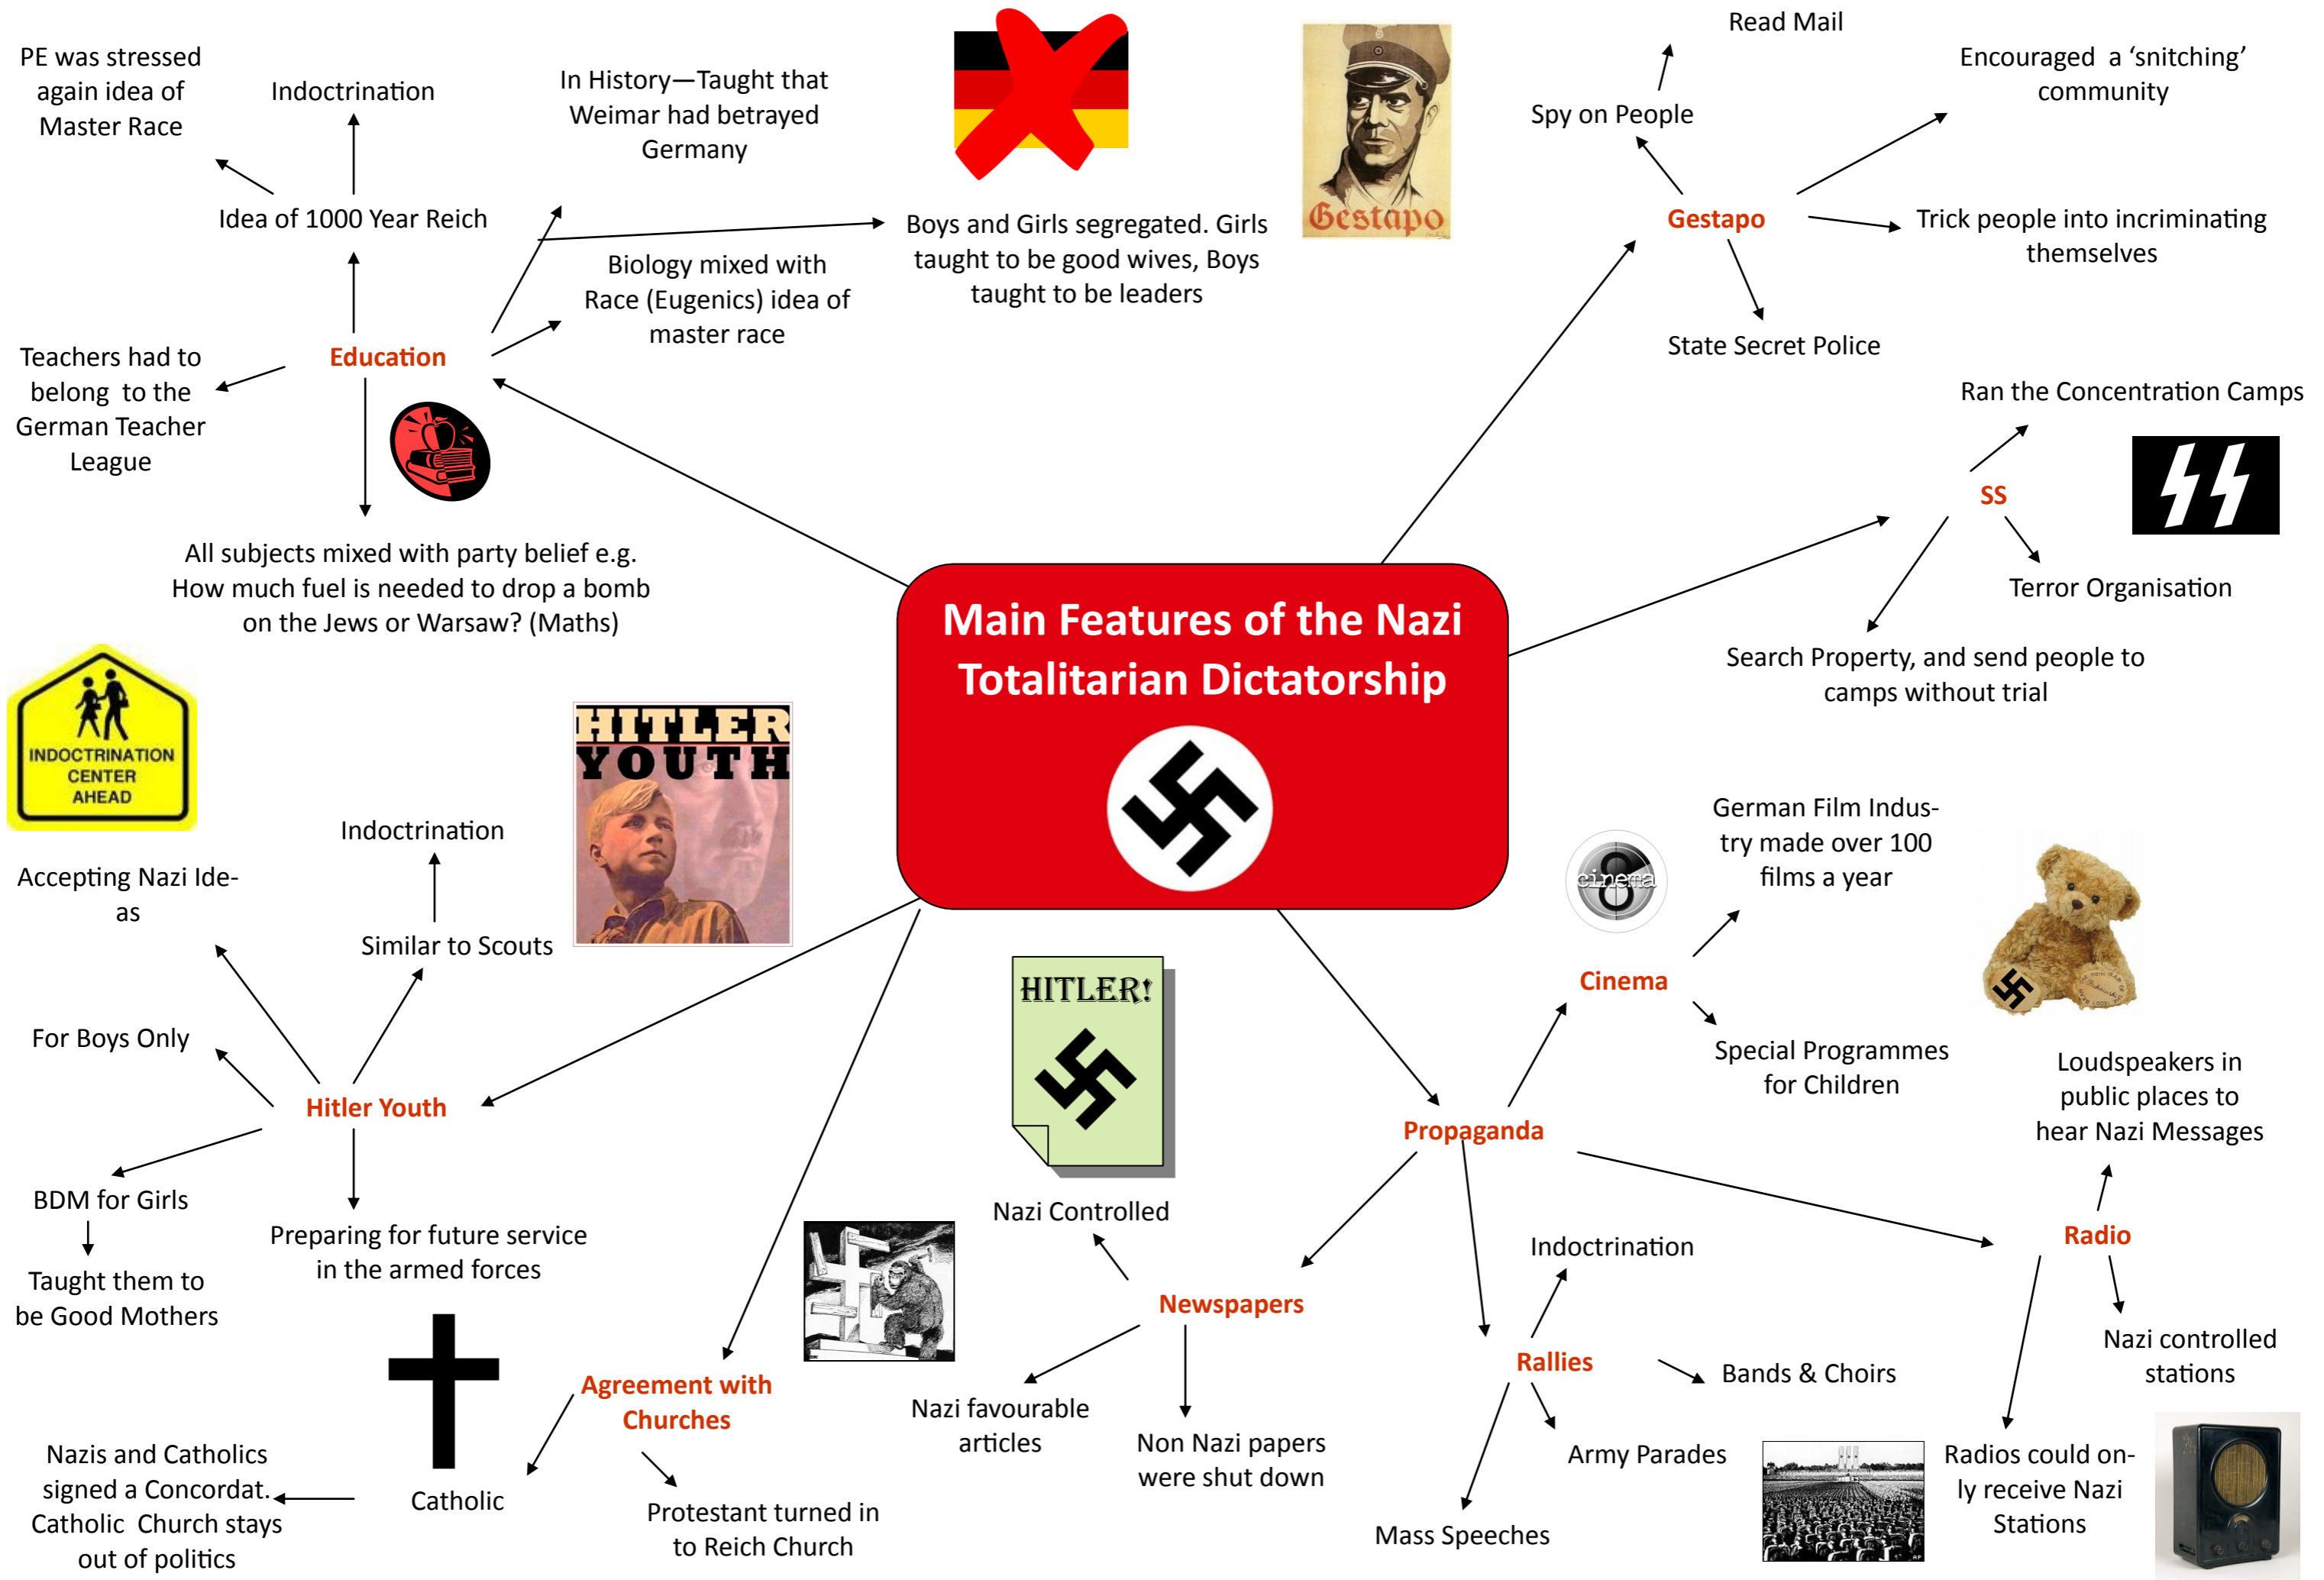 Main Features of the Nazi
Totalitarian Dictatorship
Education
Idea of 1000 Year Reich
PE was stressed
again idea of
Master Race
Indoctrination
In History—Taught that
Weimar had betrayed
Germany
Boys and Girls segregated. Girls
taught to be good wives, Boys
taught to be leaders
Biology mixed with
Race (Eugenics) idea of
master race
Teachers had to
belong  to the
German Teacher
League
All subjects mixed with party belief e.g.
How much fuel is needed to drop a bomb
on the Jews or Warsaw? (Maths)
Gestapo
Gestapo
Spy on People
Read Mail
Encouraged  a ‘snitching’
community
Trick people into incriminating
themselves
State Secret Police
SS
Ran the Concentration Camps
Terror Organisation
Search Property, and send people to
camps without trial
INDOCTRINATION
CENTER
AHEAD
HITLER
YOUTH
Hitler Youth
Indoctrination
Similar to Scouts
Accepting Nazi Ide-
as
For Boys Only
BDM for Girls
Taught them to
be Good Mothers
Preparing for future service
in the armed forces
Agreement with
Churches
Catholic
Nazis and Catholics
signed a Concordat.
Catholic  Church stays
out of politics
Protestant turned in
to Reich Church
HITLER!
Propaganda
Cinema
cinema
8
German Film Indus-
try made over 100
films a year
Special Programmes
for Children
Newspapers
Nazi Controlled
Nazi favourable
articles
Non Nazi papers
were shut down
Rallies
Indoctrination
Bands & Choirs
Army Parades
Mass Speeches
Radio
Loudspeakers in
public places to
hear Nazi Messages
Nazi controlled
stations
Radios could on-
ly receive Nazi
Stations